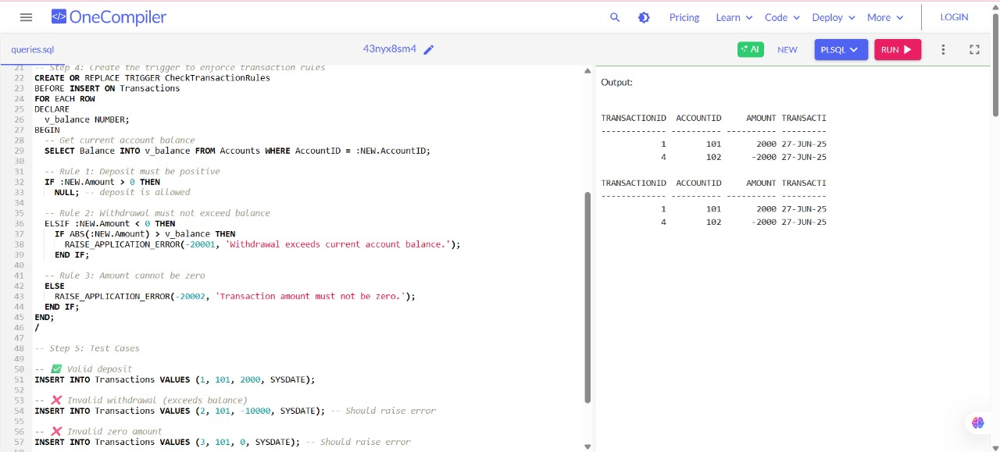 OneCompiler
Pricing Learn Code Deploy More LOGIN
queries.sql
43nyx8sm4
AI NEW PLSQL RUN
21 -- Step 4: Create the trigger to enforce transaction rules
22 CREATE OR REPLACE TRIGGER CheckTransactionRules
23 BEFORE INSERT ON Transactions
24 FOR EACH ROW
25 DECLARE
26 v_balance NUMBER;
27 BEGIN
28 -- Get current account balance
29 SELECT Balance INTO v_balance FROM Accounts WHERE AccountID = :NEW.AccountID;
30
31 -- Rule 1: Deposit must be positive
32 IF :NEW.Amount > 0 THEN
33 NULL; -- deposit is allowed
34
35 -- Rule 2: Withdrawal must not exceed balance
36 ELSIF :NEW.Amount < 0 THEN
37 IF ABS(:NEW.Amount) > v_balance THEN
38 RAISE_APPLICATION_ERROR(-20001, 'Withdrawal exceeds current account balance.');
39 END IF;
40
41 -- Rule 3: Amount cannot be zero
42 ELSE
43 RAISE_APPLICATION_ERROR(-20002, 'Transaction amount must not be zero.');
44 END IF;
45 END;
46 /
47
48 -- Step 5: Test Cases
49
50 -- ✅ Valid deposit
51 INSERT INTO Transactions VALUES (1, 101, 2000, SYSDATE);
52
53 -- ❌ Invalid withdrawal (exceeds balance)
54 INSERT INTO Transactions VALUES (2, 101, -10000, SYSDATE); -- Should raise error
55
56 -- ❌ Invalid zero amount
57 INSERT INTO Transactions VALUES (3, 101, 0, SYSDATE); -- Should raise error
Output:
TRANSACTIONID ACCOUNTID AMOUNT TRANSACTI
------------- ---------- ---------- ---------
1 101 2000 27-JUN-25
4 102 -2000 27-JUN-25
TRANSACTIONID ACCOUNTID AMOUNT TRANSACTI
------------- ---------- ---------- ---------
1 101 2000 27-JUN-25
4 102 -2000 27-JUN-25